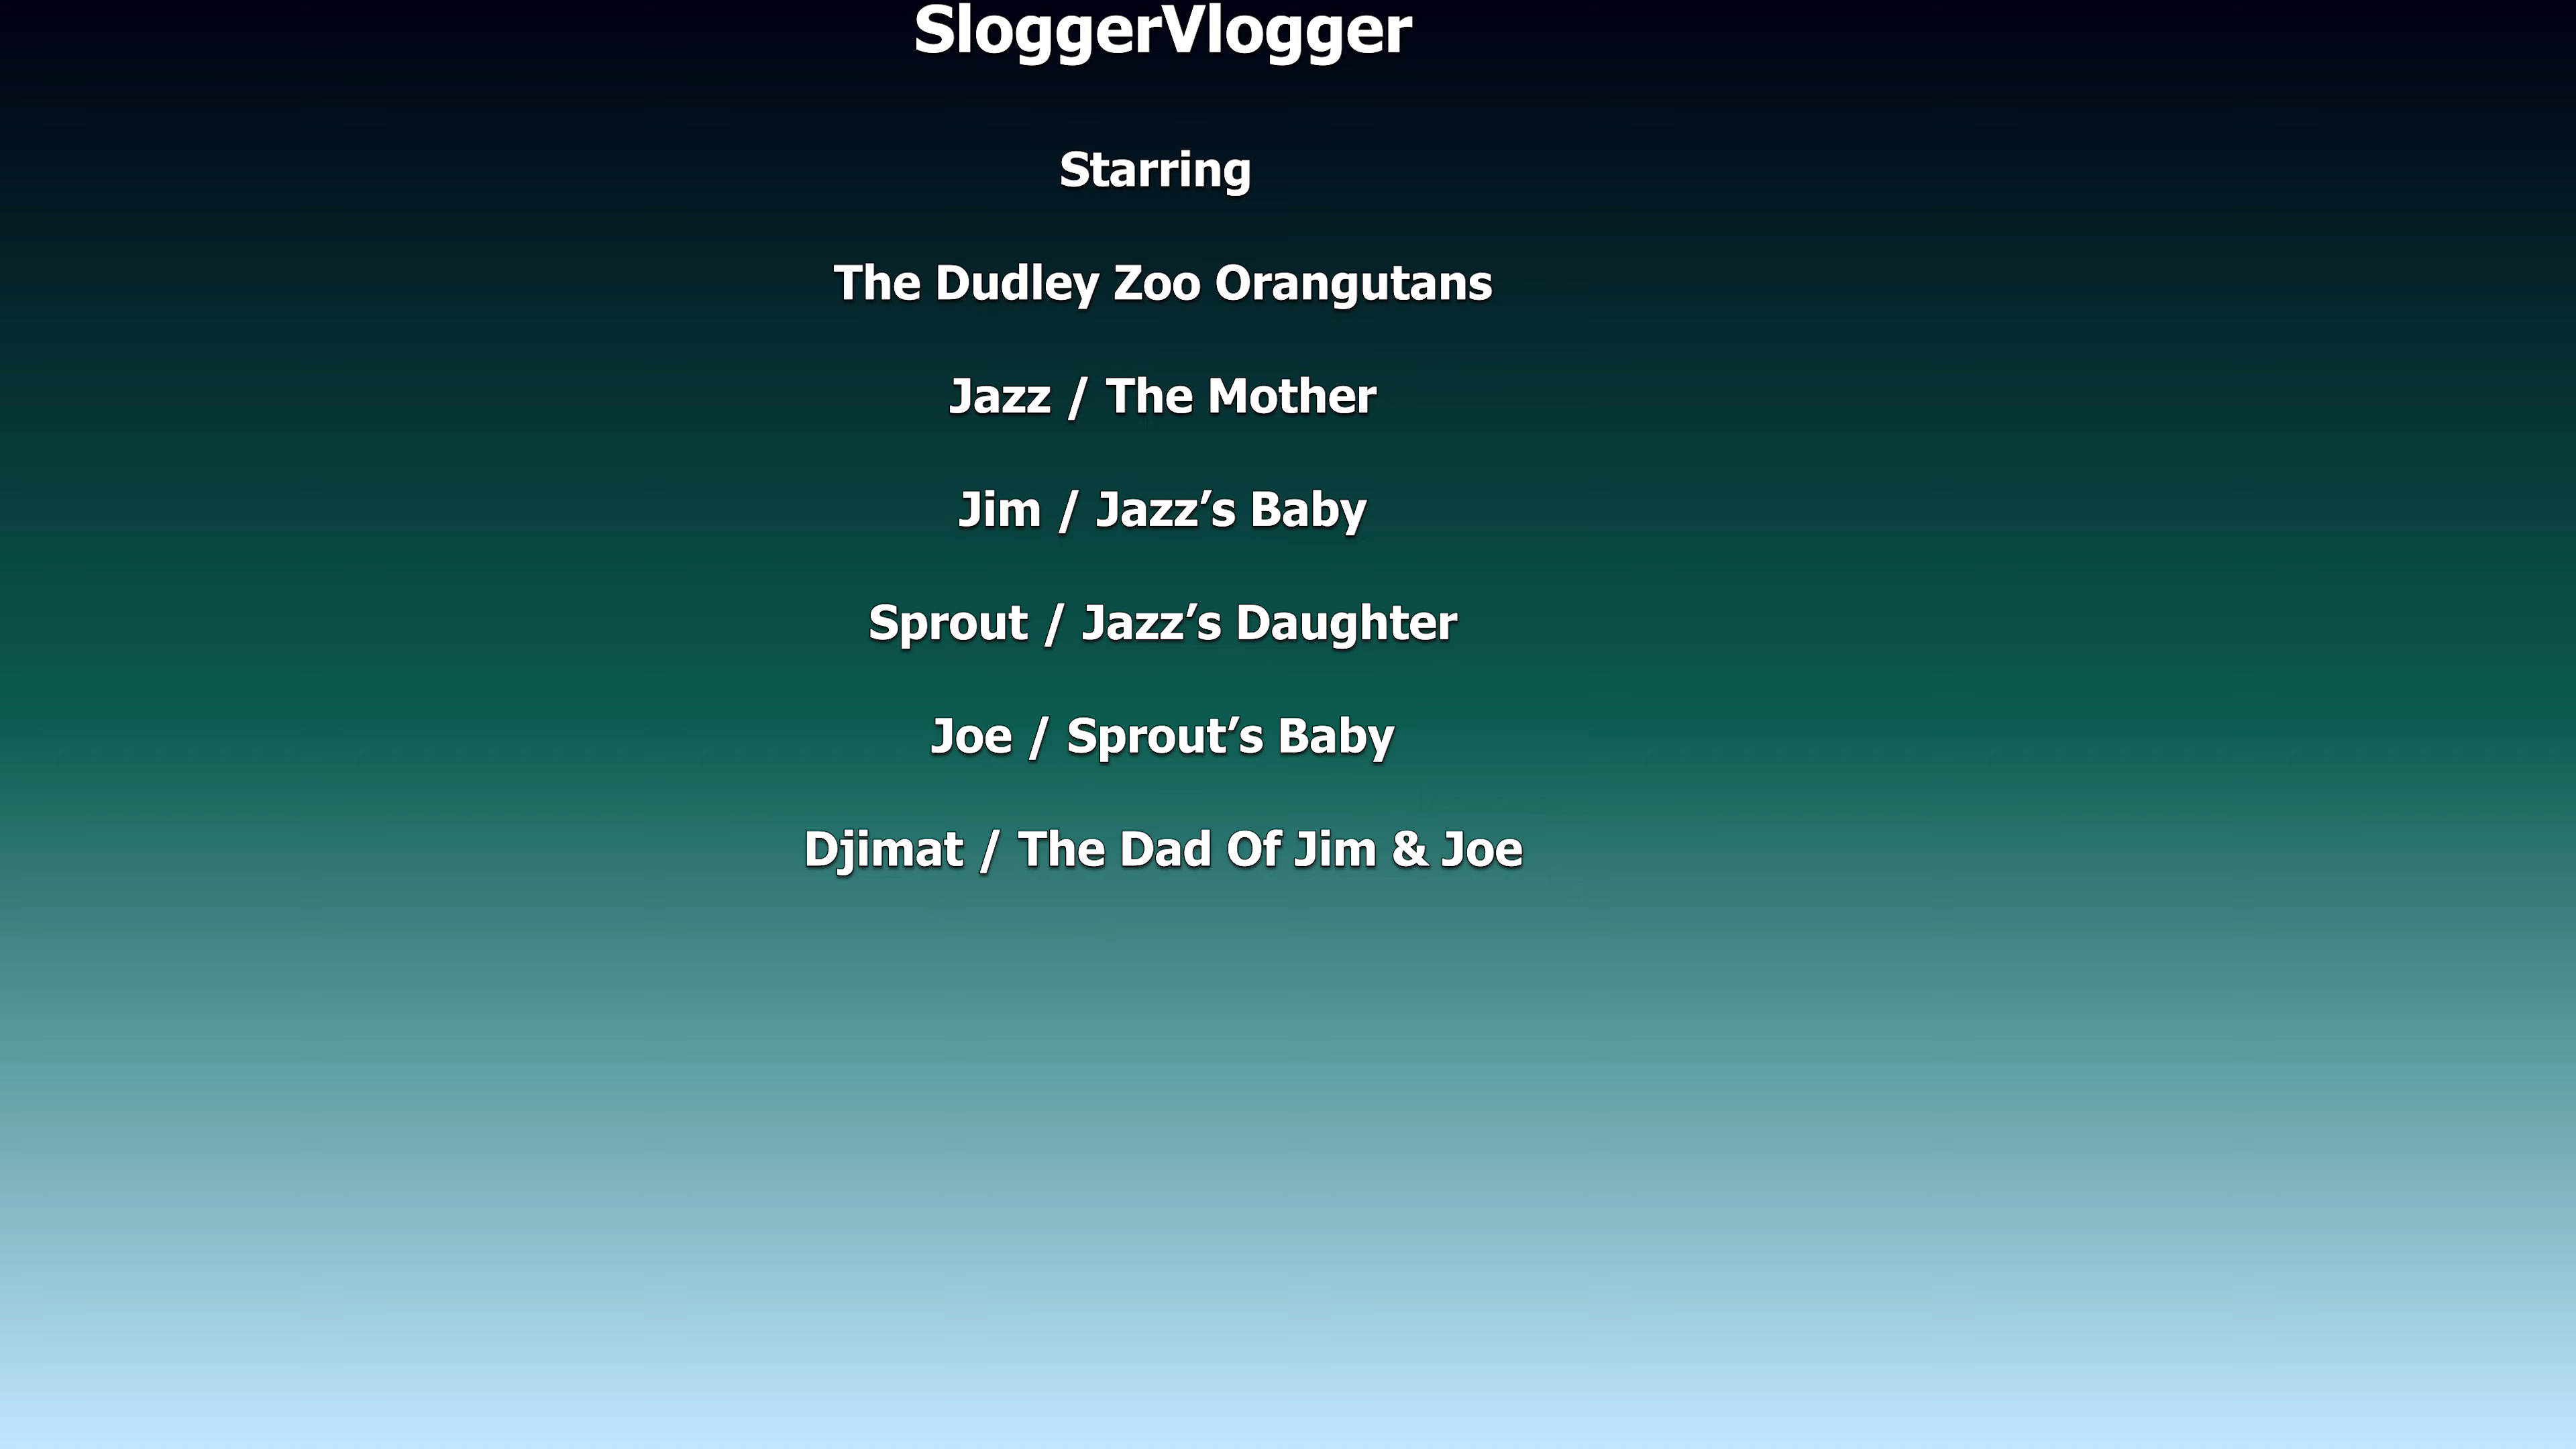 SloggerVlogger
Starring
The Dudley Zoo Orangutans
Jazz / The Mother
Jim / Jazz’s Baby
Sprout / Jazz’s Daughter
Joe / Sprout’s Baby
Djimat / The Dad Of Jim & Joe